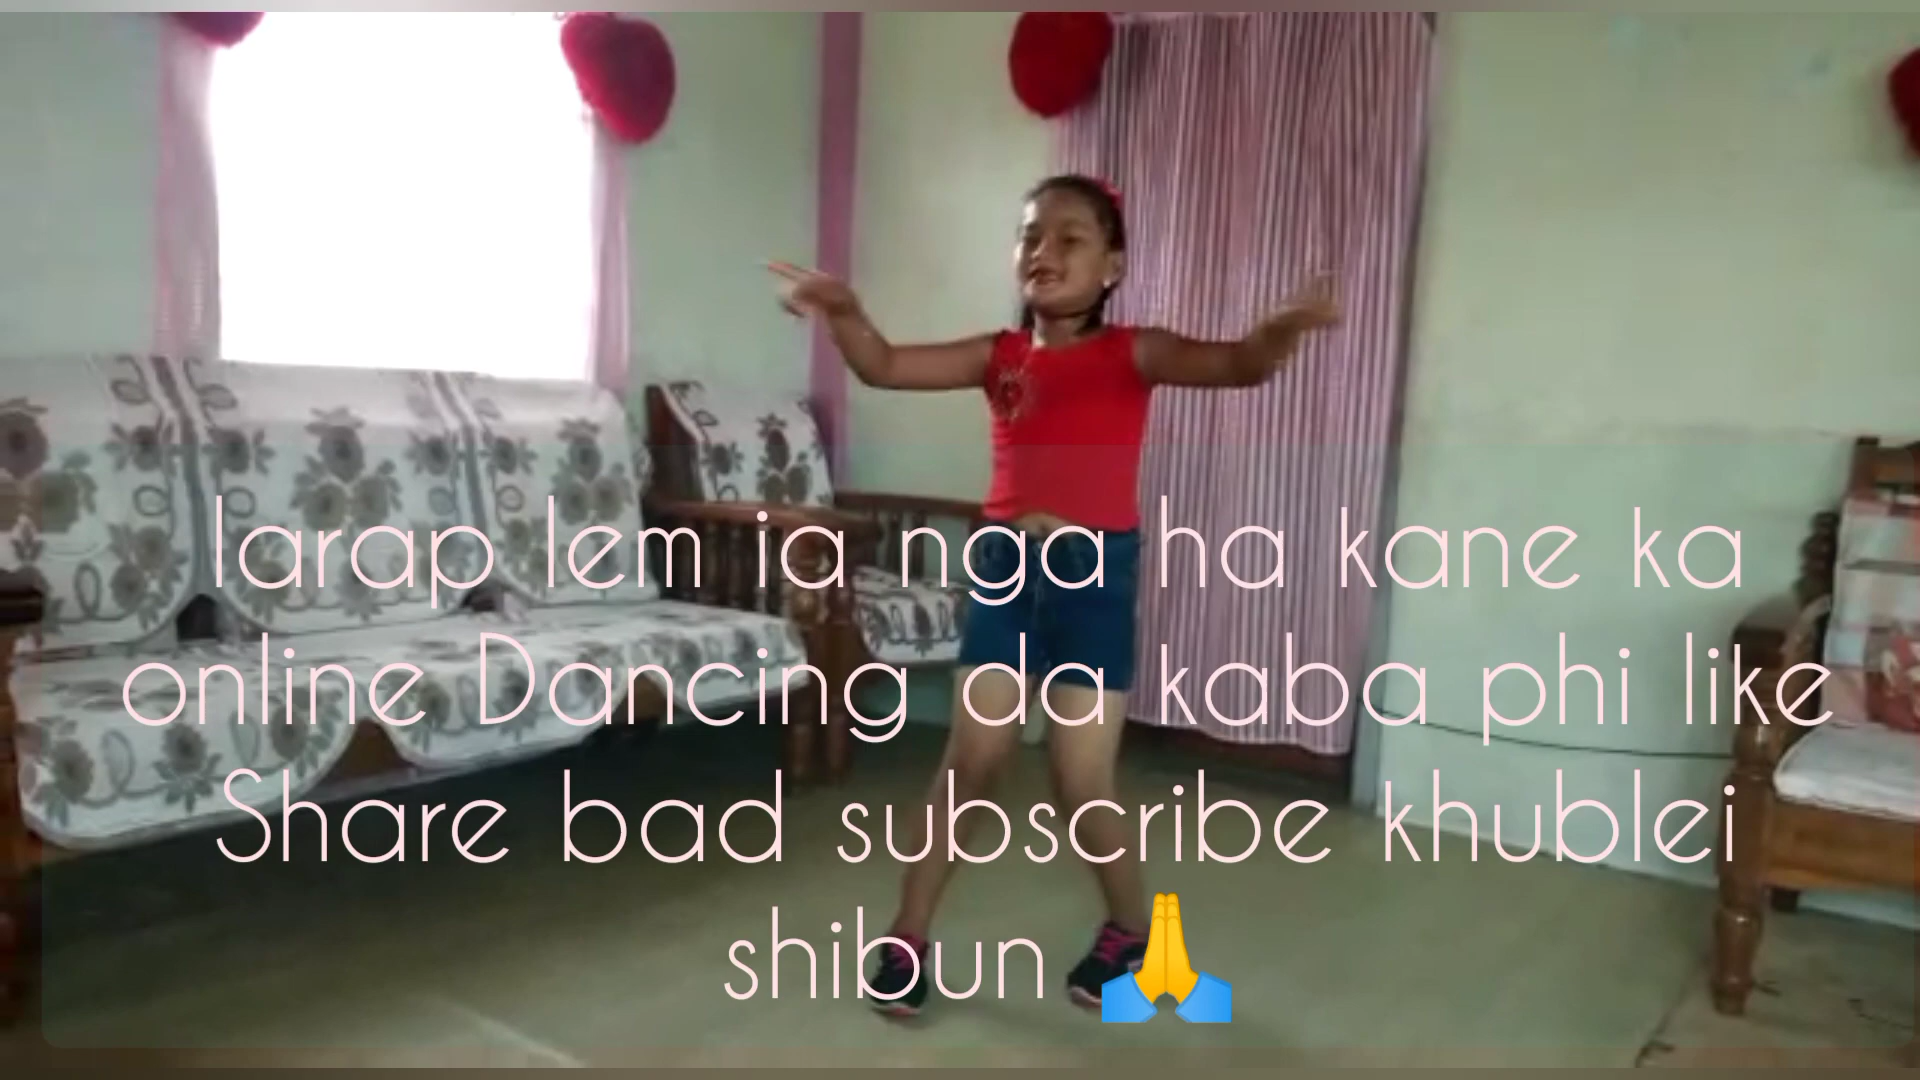 Iarap lem ia nga ha kane ka
online Dancing da kaba phi like
Share bad subscribe khublei
shibun 🙏